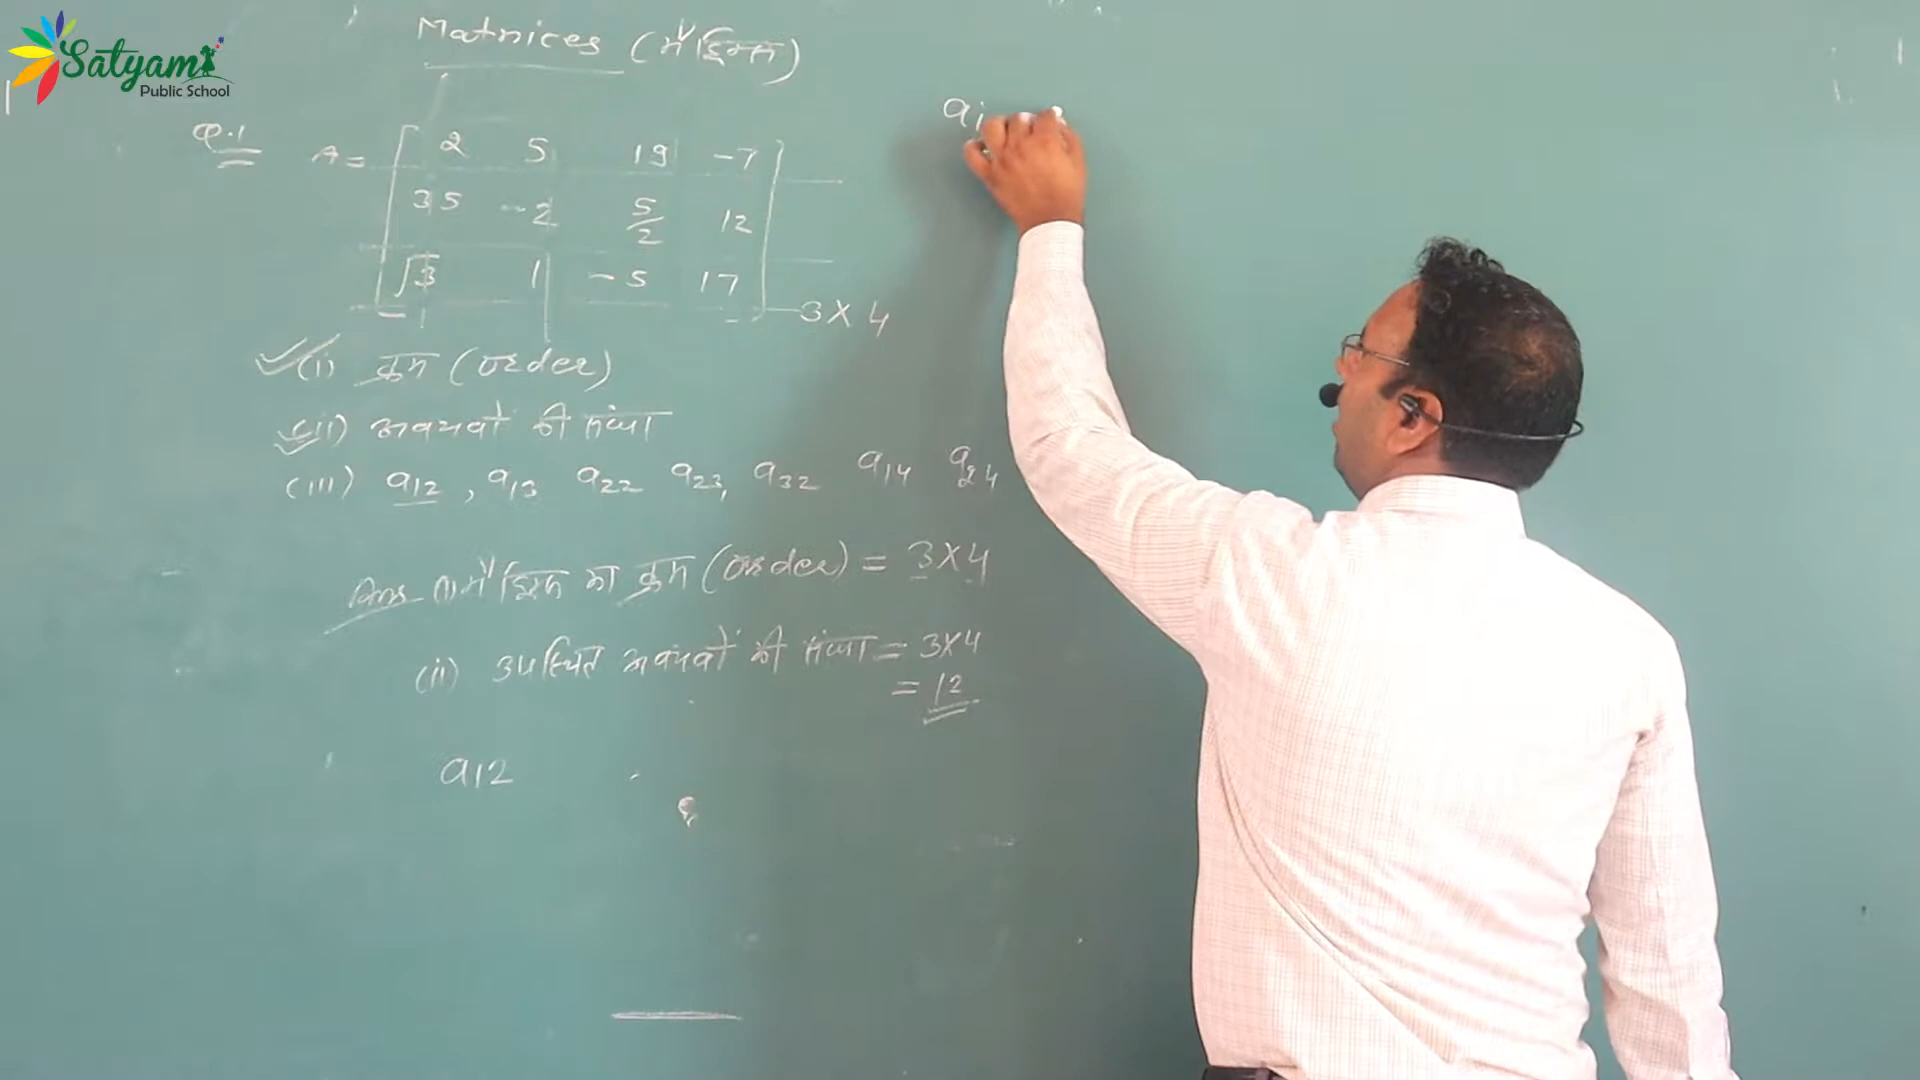 Satyam
Public School
Matrices (मैट्रिक्स)
Q.1 A = [ 2 5 19 -7
35 -2 5/2 12
√3 1 -5 17 ] 3×4
(i) क्रम (order)
(ii) अवयवों की संख्या
(iii) a12, a13 a22 a23, a32 a14 a24
Ans (i) मैट्रिक्स का क्रम (order) = 3×4
(ii) उपस्थित अवयवों की संख्या = 3×4
= 12
a12
ai